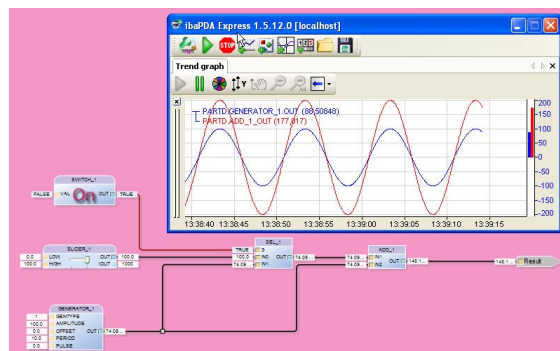 ibaPDA Express 1.5.12.0 [localhost]
STOP
Trend graph
PARTD.GENERATOR_1.OUT (88.50848)
PARTD.ADD_1_OUT (177.017)
200
150
100
50
0
-50
-100
-150
-200
13:38:40 13:38:45 13:38:50 13:38:55 13:39:00 13:39:05 13:39:10 13:39:15
SWITCH_1
FALSE VAL On OUT TRUE
SLIDER_1
0.0 LOW OUT 100.0
100.0 HIGH IOUT 1000
SEL_1
TRUE S
100.0 IN0 OUT 74.09...
74.09... IN1
ADD_1
74.09... IN1 OUT 148.1...
74.09... IN2
148.1... Result
GENERATOR_1
1 GENTYPE
100.0 AMPLITUDE
0.0 OFFSET OUT 74.09...
10.0 PERIOD
0.0 PULSE